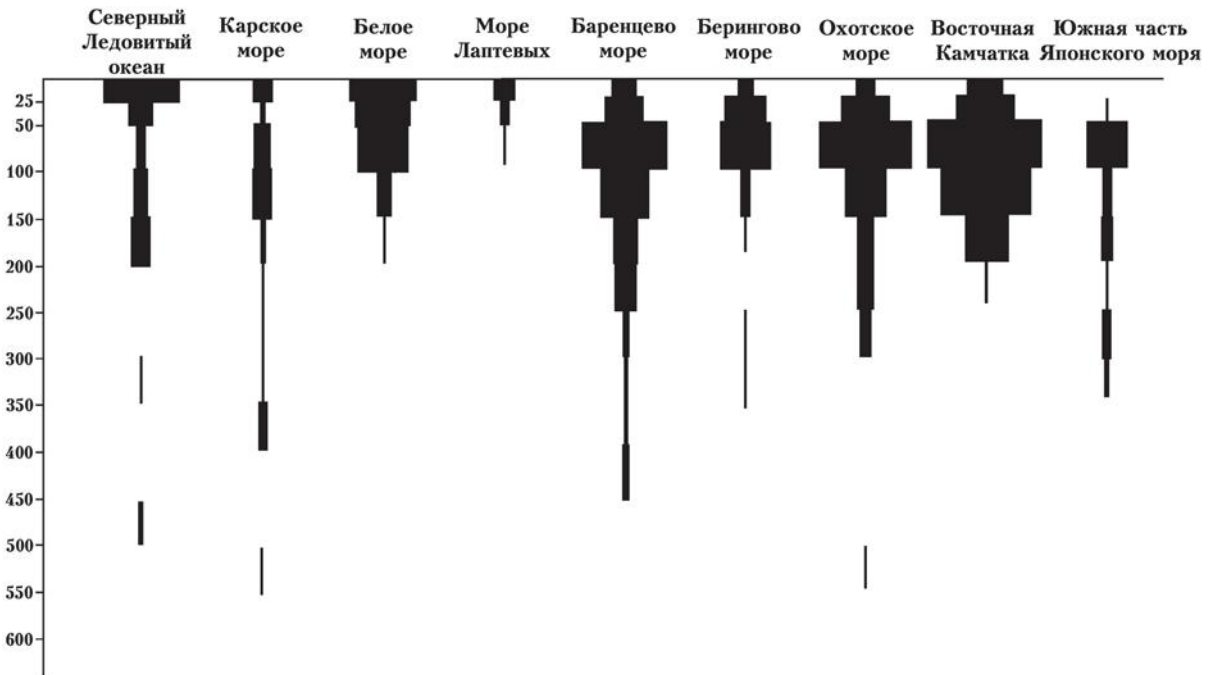 Северный
Ледовитый
океан
Карское
море
Белое
море
Море
Лаптевых
Баренцево
море
Берингово
море
Охотское
море
Восточная
Камчатка
Южная часть
Японского моря
25
50
100
150
200
250
300
350
400
450
500
550
600